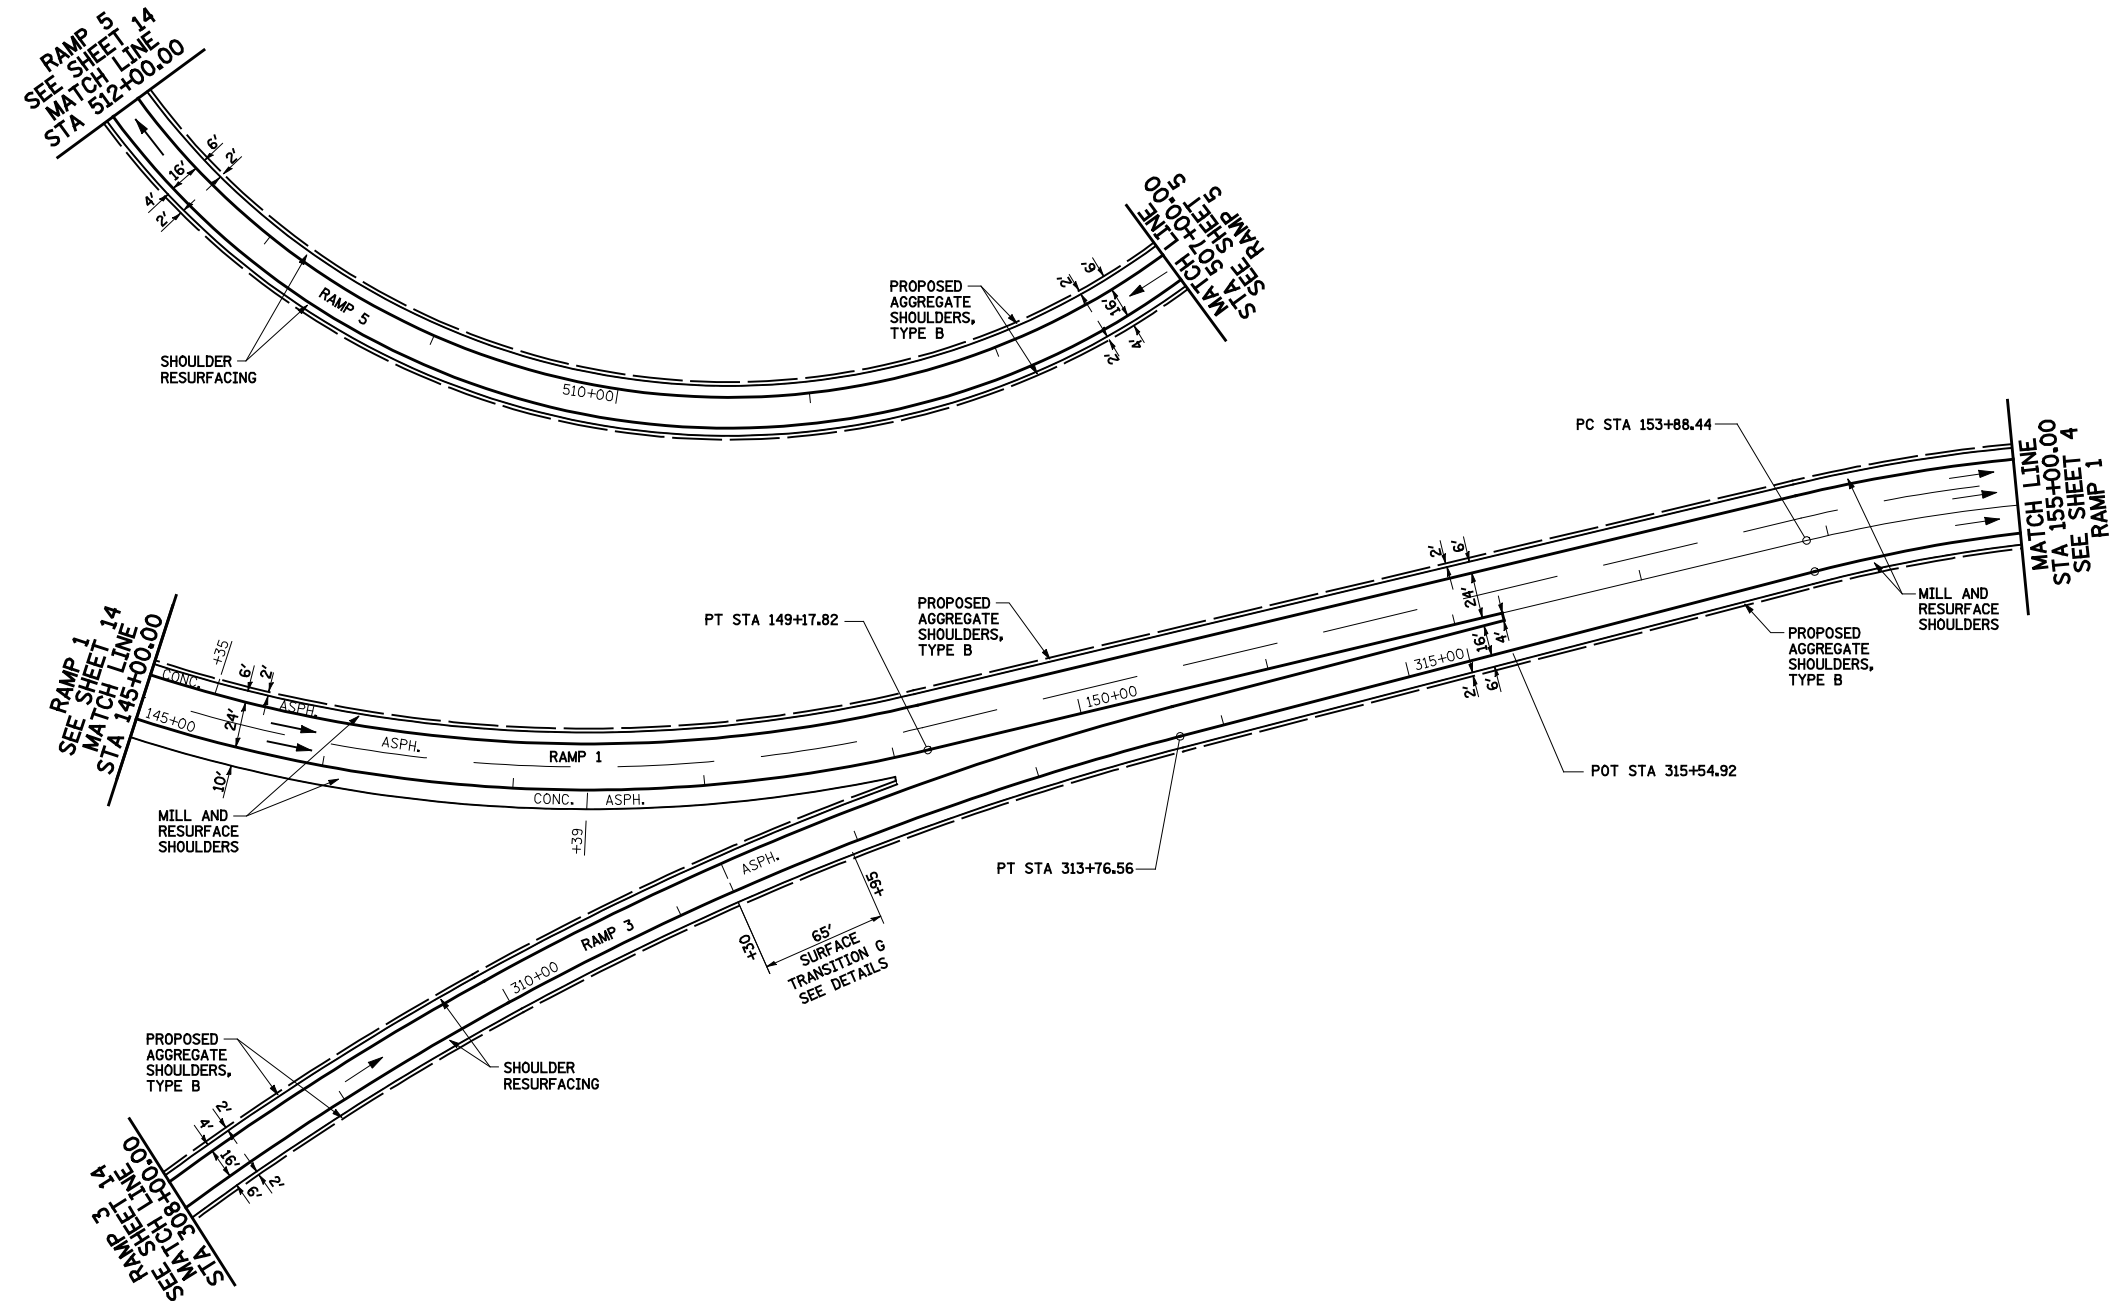 RAMP 5
SEE SHEET 14
MATCH LINE
STA 512+00.00
6'
2'
16'
4'
2'
RAMP 5
SHOULDER
RESURFACING
510+00
PROPOSED
AGGREGATE
SHOULDERS,
TYPE B
2'
6'
16'
4'
2'
MATCH LINE
STA 507+00.00
SEE SHEET 5
RAMP 5
PC STA 153+88.44
MATCH LINE
STA 155+00.00
SEE SHEET 4
RAMP 1
MILL AND
RESURFACE
SHOULDERS
PROPOSED
AGGREGATE
SHOULDERS,
TYPE B
2'
6'
24'
16'
4'
315+00
2'
6'
POT STA 315+54.92
PROPOSED
AGGREGATE
SHOULDERS,
TYPE B
PT STA 149+17.82
150+00
RAMP 1
SEE SHEET 14
MATCH LINE
STA 145+00.00
+35
6'
2'
CONC.
ASPH.
145+00
24'
ASPH.
RAMP 1
10'
CONC.
ASPH.
+39
MILL AND
RESURFACE
SHOULDERS
PT STA 313+76.56
ASPH.
+95
+30
65'
SURFACE
TRANSITION G
SEE DETAILS
RAMP 3
310+00
SHOULDER
RESURFACING
PROPOSED
AGGREGATE
SHOULDERS,
TYPE B
2'
4'
16'
6'
2'
RAMP 3
SEE SHEET 14
MATCH LINE
STA 308+00.00